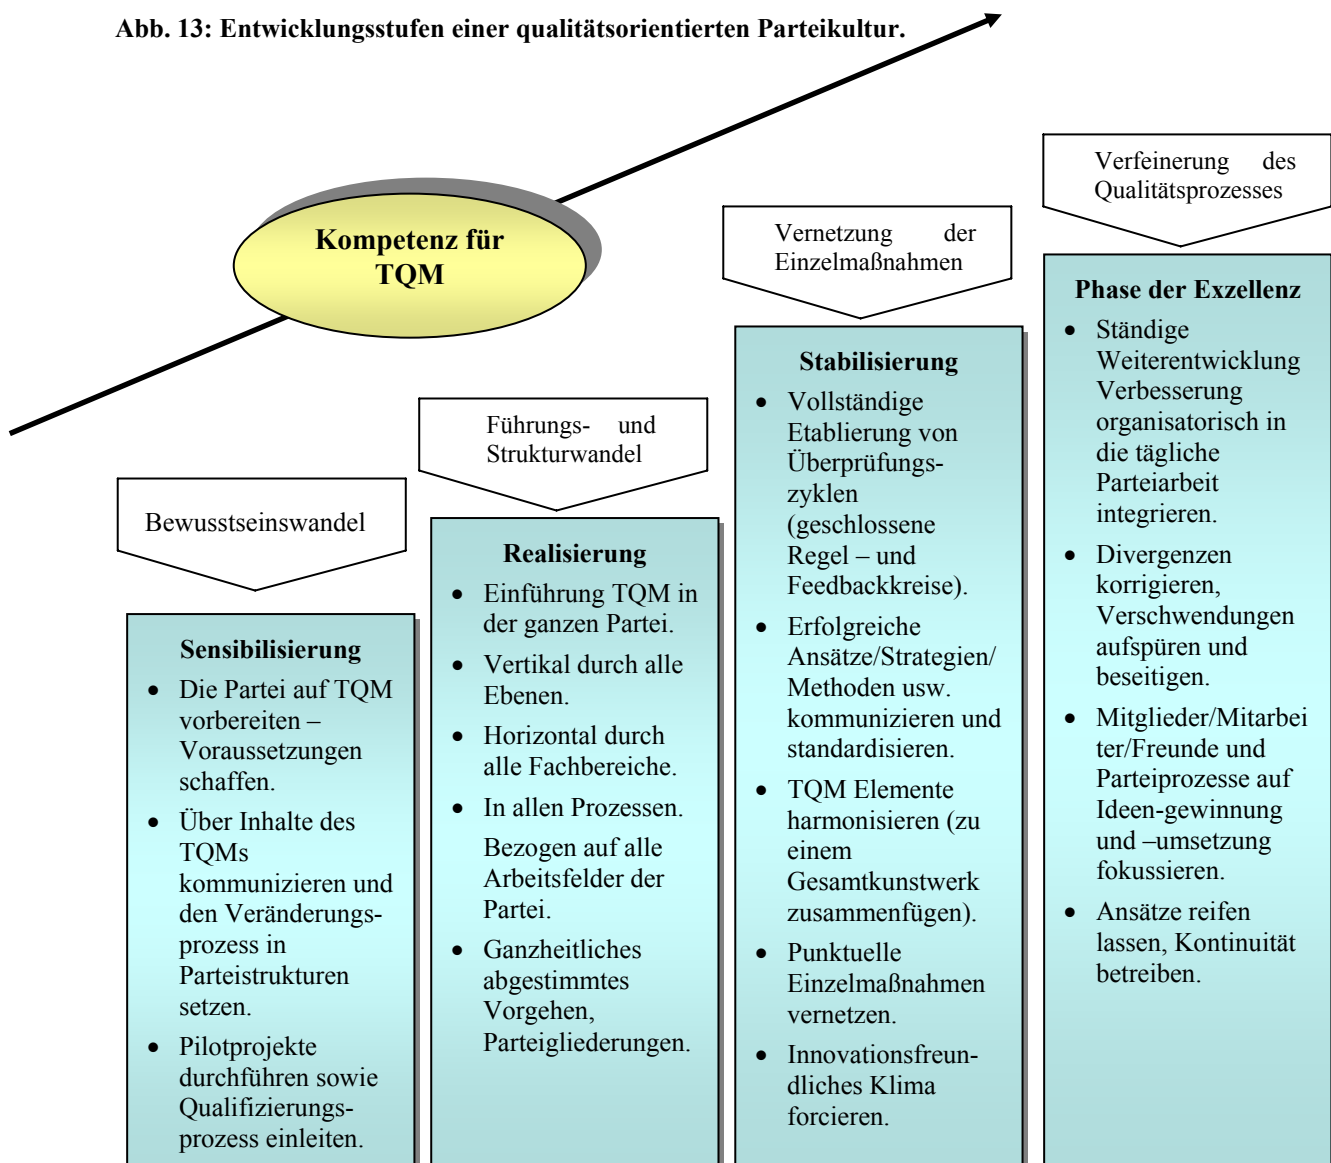 Abb. 13: Entwicklungsstufen einer qualitätsorientierten Parteikultur.
Kompetenz für
TQM
Bewusstseinswandel
Sensibilisierung
• Die Partei auf TQM
vorbereiten –
Voraussetzungen
schaffen.
• Über Inhalte des
TQMs
kommunizieren und
den Veränderungs-
prozess in
Parteistrukturen
setzen.
• Pilotprojekte
durchführen sowie
Qualifizierungs-
prozess einleiten.
Führungs- und
Strukturwandel
Realisierung
• Einführung TQM in
der ganzen Partei.
• Vertikal durch alle
Ebenen.
• Horizontal durch
alle Fachbereiche.
• In allen Prozessen.
Bezogen auf alle
Arbeitsfelder der
Partei.
• Ganzheitliches
abgestimmtes
Vorgehen,
Parteigliederungen.
Vernetzung der
Einzelmaßnahmen
Stabilisierung
• Vollständige
Etablierung von
Überprüfungs-
zyklen
(geschlossene
Regel – und
Feedbackkreise).
• Erfolgreiche
Ansätze/Strategien/
Methoden usw.
kommunizieren und
standardisieren.
• TQM Elemente
harmonisieren (zu
einem
Gesamtkunstwerk
zusammenfügen).
• Punktuelle
Einzelmaßnahmen
vernetzen.
• Innovationsfreun-
dliches Klima
forcieren.
Verfeinerung des
Qualitätsprozesses
Phase der Exzellenz
• Ständige
Weiterentwicklung
Verbesserung
organisatorisch in
die tägliche
Parteiarbeit
integrieren.
• Divergenzen
korrigieren,
Verschwendungen
aufspüren und
beseitigen.
• Mitglieder/Mitarbei
ter/Freunde und
Parteiprozesse auf
Ideen-gewinnung
und –umsetzung
fokussieren.
• Ansätze reifen
lassen, Kontinuität
betreiben.